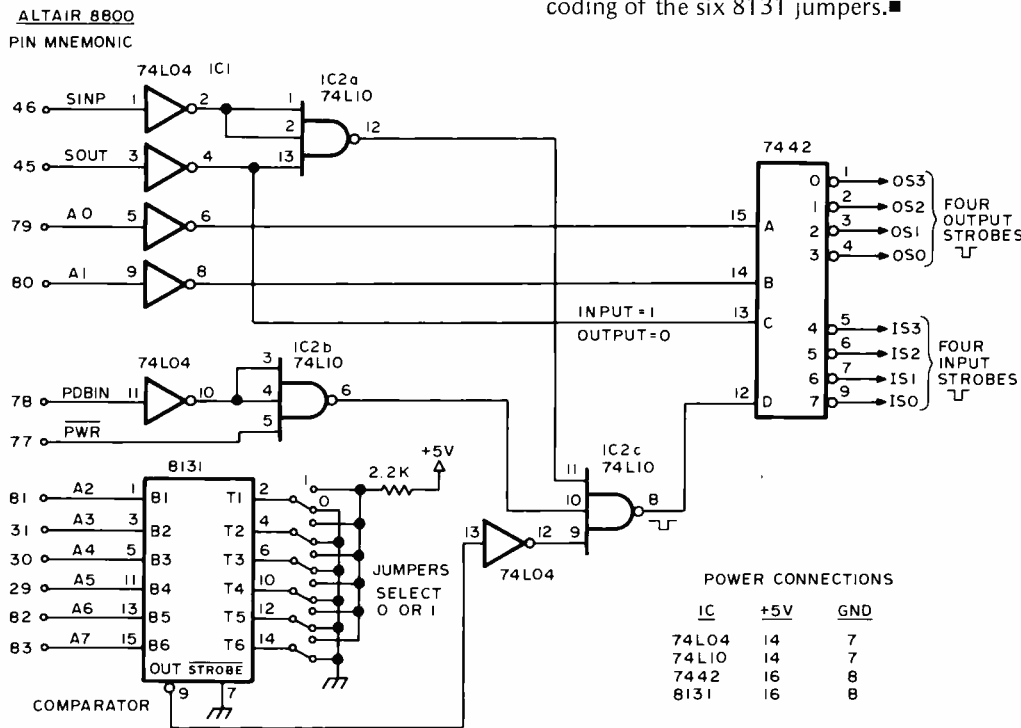 coding of the six 8131 jumpers.■
ALTAIR 8800
PIN MNEMONIC
74L04 IC1
IC2a
74L10
46 SINP 1 2 1
2
12
45 SOUT 3 4 13
7442
0 1 OS3
1 2 OS2
2 3 OS1
3 4 OS0
FOUR
OUTPUT
STROBES
79 A0 5 6 15 A
80 A1 9 8 14 B
INPUT=1
OUTPUT=0
13 C
4 5 IS3
5 6 IS2
6 7 IS1
7 9 IS0
FOUR
INPUT
STROBES
12 D
74L04
IC2b
74L10
78 PDBIN 11 10 3
4
5
6
77 PWR
IC2c
74L10
11
10
9
8
13 12
74L04
8131
+5V
2.2K
1
0
81 A2 1 B1 T1 2
31 A3 3 B2 T2 4
30 A4 5 B3 T3 6
29 A5 11 B4 T4 10
82 A6 13 B5 T5 12
83 A7 15 B6 T6 14
OUT STROBE
9 7
COMPARATOR
JUMPERS
SELECT
0 OR 1
POWER CONNECTIONS
IC +5V GND
74L04 14 7
74L10 14 7
7442 16 8
8131 16 8